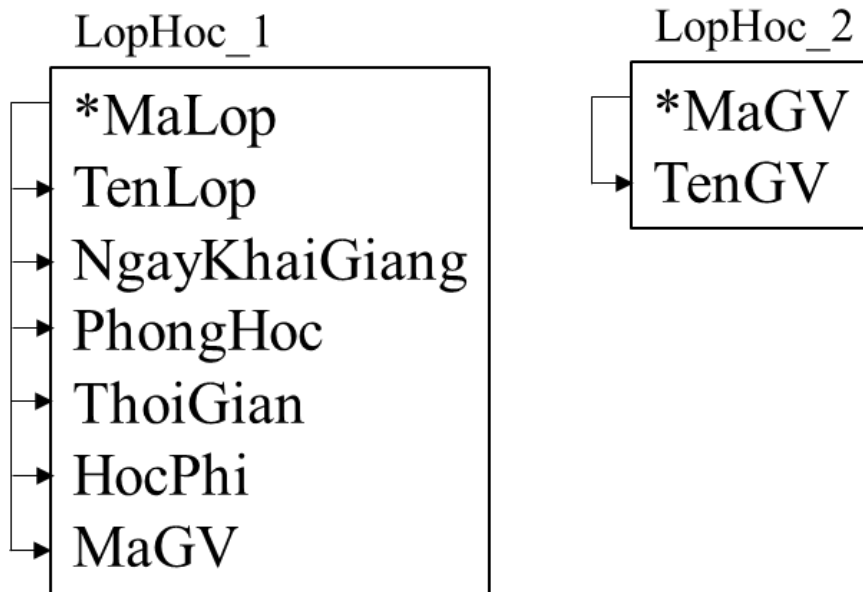 LopHoc_1
*MaLop
TenLop
NgayKhaiGiang
PhongHoc
ThoiGian
HocPhi
MaGV
LopHoc_2
*MaGV
TenGV